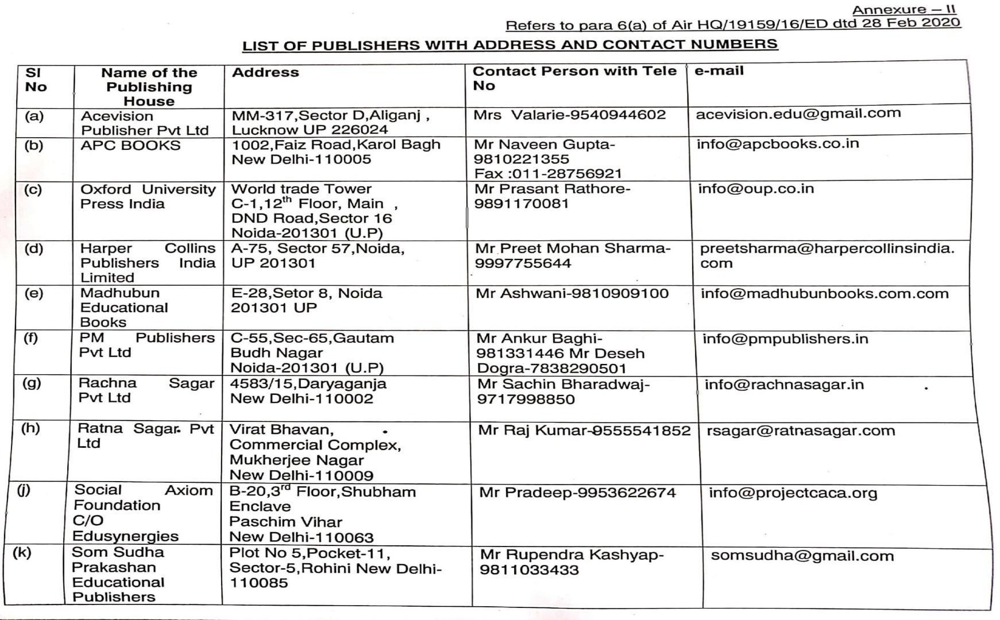 Annexure – II
Refers to para 6(a) of Air HQ/19159/16/ED dtd 28 Feb 2020
LIST OF PUBLISHERS WITH ADDRESS AND CONTACT NUMBERS
Sl No
Name of the Publishing House
Address
Contact Person with Tele No
e-mail
(a)
Acevision
Publisher Pvt Ltd
MM-317,Sector D,Aliganj ,
Lucknow UP 226024
Mrs Valarie-9540944602
acevision.edu@gmail.com
(b)
APC BOOKS
1002,Faiz Road,Karol Bagh
New Delhi-110005
Mr Naveen Gupta-
9810221355
Fax :011-28756921
info@apcbooks.co.in
(c)
Oxford University
Press India
World trade Tower
C-1,12th Floor, Main ,
DND Road,Sector 16
Noida-201301 (U.P)
Mr Prasant Rathore-
9891170081
info@oup.co.in
(d)
Harper Collins
Publishers India
Limited
A-75, Sector 57,Noida,
UP 201301
Mr Preet Mohan Sharma-
9997755644
preetsharma@harpercollinsindia.
com
(e)
Madhubun
Educational
Books
E-28,Setor 8, Noida
201301 UP
Mr Ashwani-9810909100
info@madhubunbooks.com.com
(f)
PM Publishers
Pvt Ltd
C-55,Sec-65,Gautam
Budh Nagar
Noida-201301 (U.P)
Mr Ankur Baghi-
981331446 Mr Deseh
Dogra-7838290501
info@pmpublishers.in
(g)
Rachna Sagar
Pvt Ltd
4583/15,Daryaganja
New Delhi-110002
Mr Sachin Bharadwaj-
9717998850
info@rachnasagar.in
(h)
Ratna Sagar Pvt
Ltd
Virat Bhavan,
Commercial Complex,
Mukherjee Nagar
New Delhi-110009
Mr Raj Kumar-9555541852
rsagar@ratnasagar.com
(j)
Social Axiom
Foundation
C/O
Edusynergies
B-20,3rd Floor,Shubham
Enclave
Paschim Vihar
New Delhi-110063
Mr Pradeep-9953622674
info@projectcaca.org
(k)
Som Sudha
Prakashan
Educational
Publishers
Plot No 5,Pocket-11,
Sector-5,Rohini New Delhi-
110085
Mr Rupendra Kashyap-
9811033433
somsudha@gmail.com